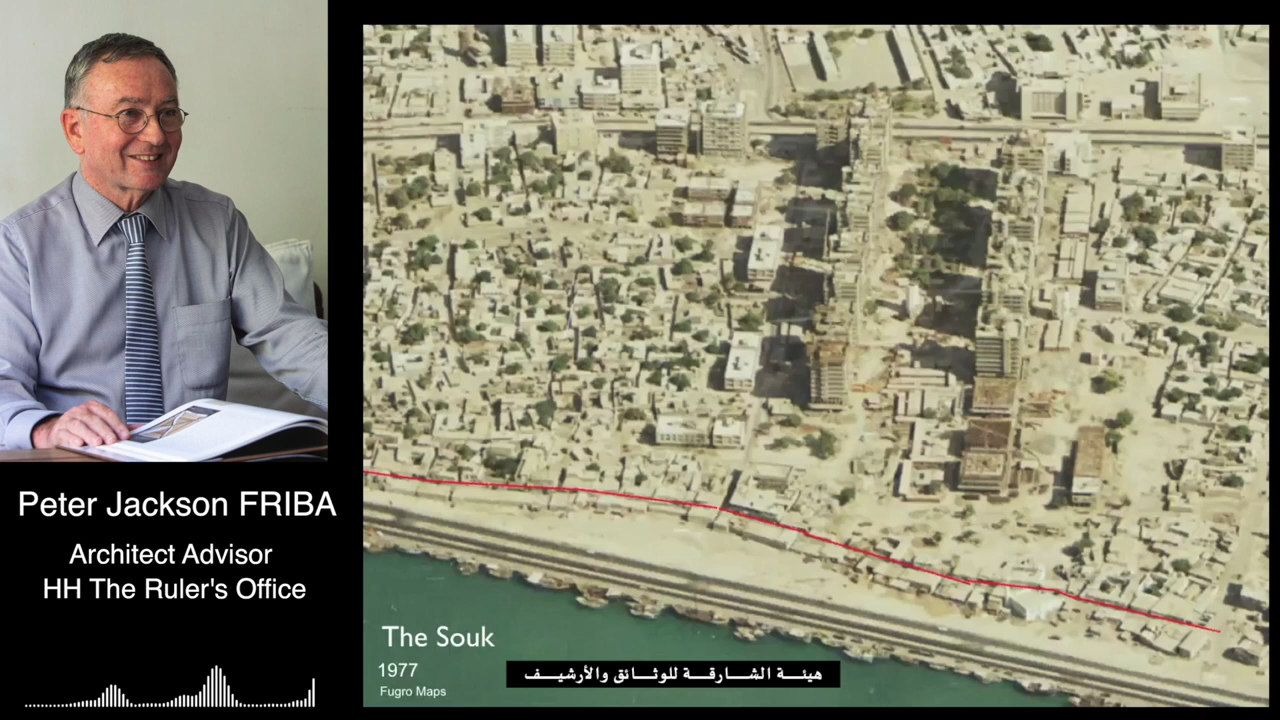 Peter Jackson FRIBA
Architect Advisor
HH The Ruler's Office
The Souk
1977
Fugro Maps
هيئة الشارقة للوثائق والأرشيف